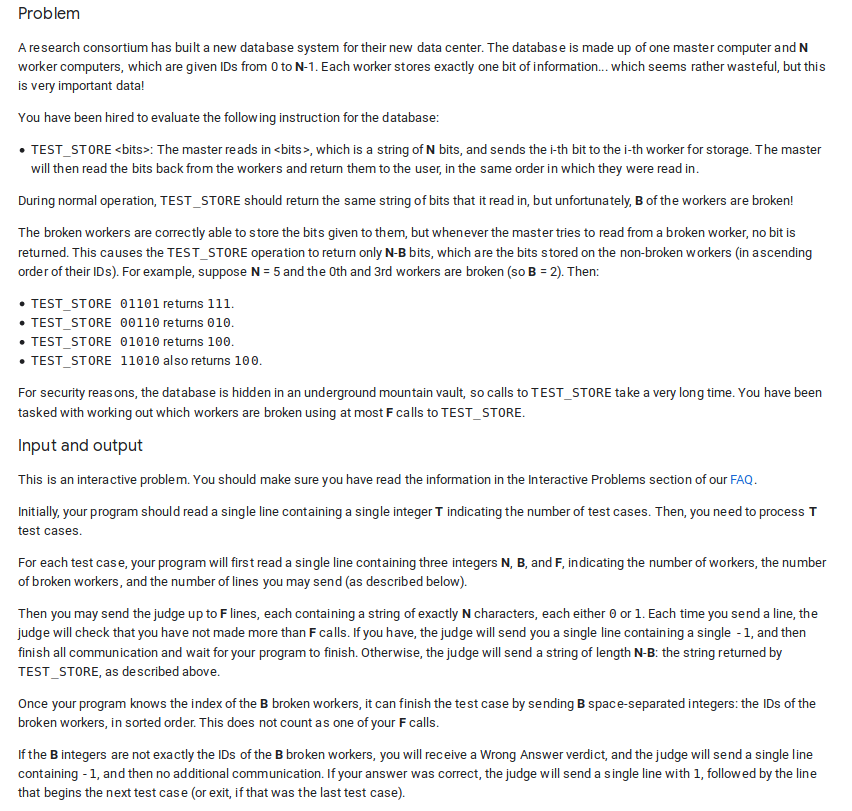 Problem
A research consortium has built a new database system for their new data center. The database is made up of one master computer and N
worker computers, which are given IDs from 0 to N-1. Each worker stores exactly one bit of information... which seems rather wasteful, but this
is very important data!
You have been hired to evaluate the following instruction for the database:
• TEST_STORE <bits>: The master reads in <bits>, which is a string of N bits, and sends the i-th bit to the i-th worker for storage. The master
will then read the bits back from the workers and return them to the user, in the same order in which they were read in.
During normal operation, TEST_STORE should return the same string of bits that it read in, but unfortunately, B of the workers are broken!
The broken workers are correctly able to store the bits given to them, but whenever the master tries to read from a broken worker, no bit is
returned. This causes the TEST_STORE operation to return only N-B bits, which are the bits stored on the non-broken workers (in ascending
order of their IDs). For example, suppose N = 5 and the 0th and 3rd workers are broken (so B = 2). Then:
• TEST_STORE 01101 returns 111.
• TEST_STORE 00110 returns 010.
• TEST_STORE 01010 returns 100.
• TEST_STORE 11010 also returns 100.
For security reasons, the database is hidden in an underground mountain vault, so calls to TEST_STORE take a very long time. You have been
tasked with working out which workers are broken using at most F calls to TEST_STORE.
Input and output
This is an interactive problem. You should make sure you have read the information in the Interactive Problems section of our FAQ.
Initially, your program should read a single line containing a single integer T indicating the number of test cases. Then, you need to process T
test cases.
For each test case, your program will first read a single line containing three integers N, B, and F, indicating the number of workers, the number
of broken workers, and the number of lines you may send (as described below).
Then you may send the judge up to F lines, each containing a string of exactly N characters, each either 0 or 1. Each time you send a line, the
judge will check that you have not made more than F calls. If you have, the judge will send you a single line containing a single -1, and then
finish all communication and wait for your program to finish. Otherwise, the judge will send a string of length N-B: the string returned by
TEST_STORE, as described above.
Once your program knows the index of the B broken workers, it can finish the test case by sending B space-separated integers: the IDs of the
broken workers, in sorted order. This does not count as one of your F calls.
If the B integers are not exactly the IDs of the B broken workers, you will receive a Wrong Answer verdict, and the judge will send a single line
containing -1, and then no additional communication. If your answer was correct, the judge will send a single line with 1, followed by the line
that begins the next test case (or exit, if that was the last test case).